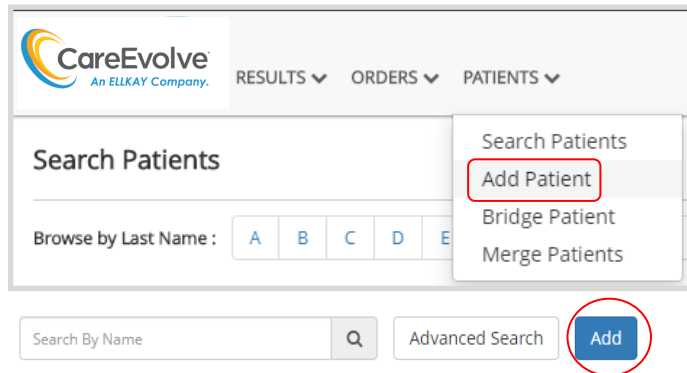 CareEvolve
An ELLKAY Company.
RESULTS ORDERS PATIENTS
Search Patients
Add Patient
Bridge Patient
Merge Patients
Search Patients
Browse by Last Name : A B C D E
Search By Name Advanced Search Add